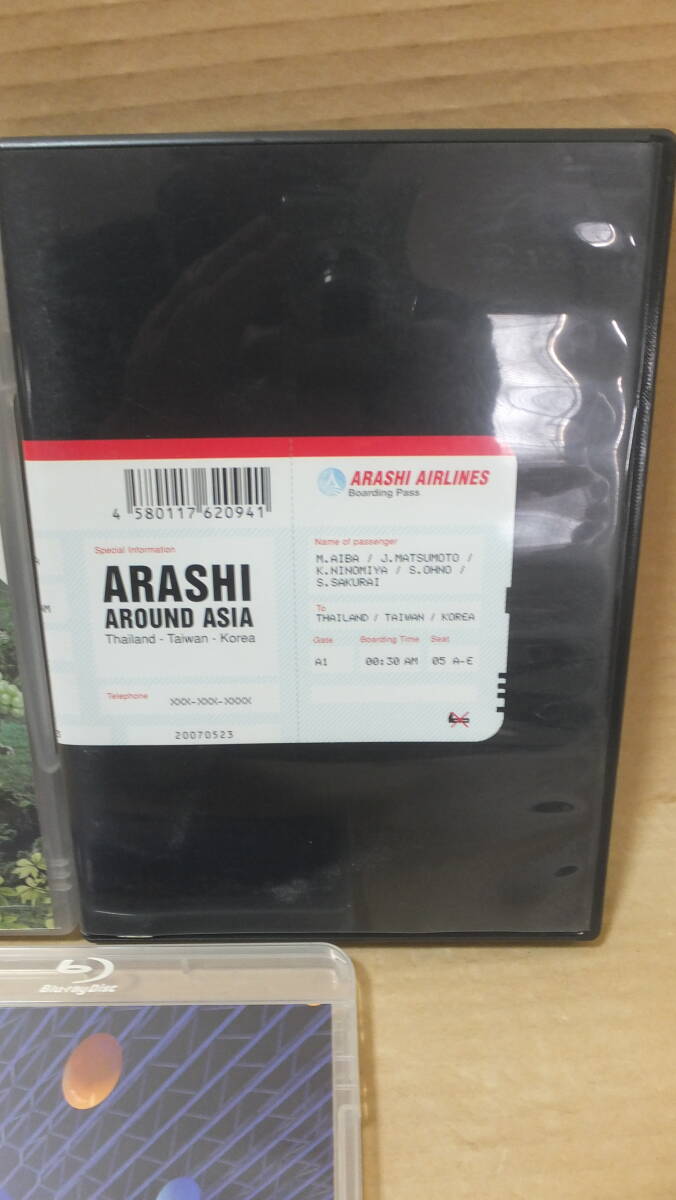 4 580117 620941
Special Information
ARASHI
AROUND ASIA
Thailand - Taiwan - Korea
Telephone
XXX-XXX-XXXX
20070523
ARASHI AIRLINES
Boarding Pass
Name of passenger
M.AIBA / J.MATSUMOTO /
K.NINOMIYA / S.OHNO /
S.SAKURAI
To
THAILAND / TAIWAN / KOREA
Gate Boarding Time Seat
A1 00:30 AM 05 A-E
Blu-ray Disc